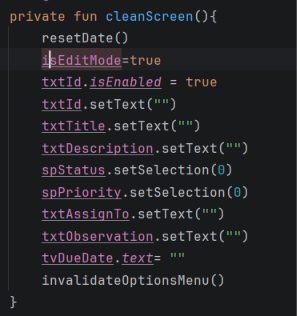 private fun cleanScreen(){
resetDate()
isEditMode=true
txtId.isEnabled = true
txtId.setText("")
txtTitle.setText("")
txtDescription.setText("")
spStatus.setSelection(0)
spPriority.setSelection(0)
txtAssignTo.setText("")
txtObservation.setText("")
tvDueDate.text= ""
invalidateOptionsMenu()
}